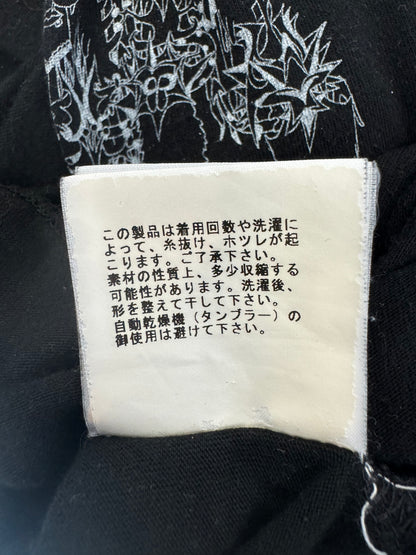 この製品は着用回数や洗濯に
よって、糸抜け、ホツレが起
こります。ご了承下さい。
素材の性質上、多少収縮する
可能性があります。洗濯後、
形を整えて干して下さい。
自動乾燥機（タンブラー）の
御使用は避けて下さい。